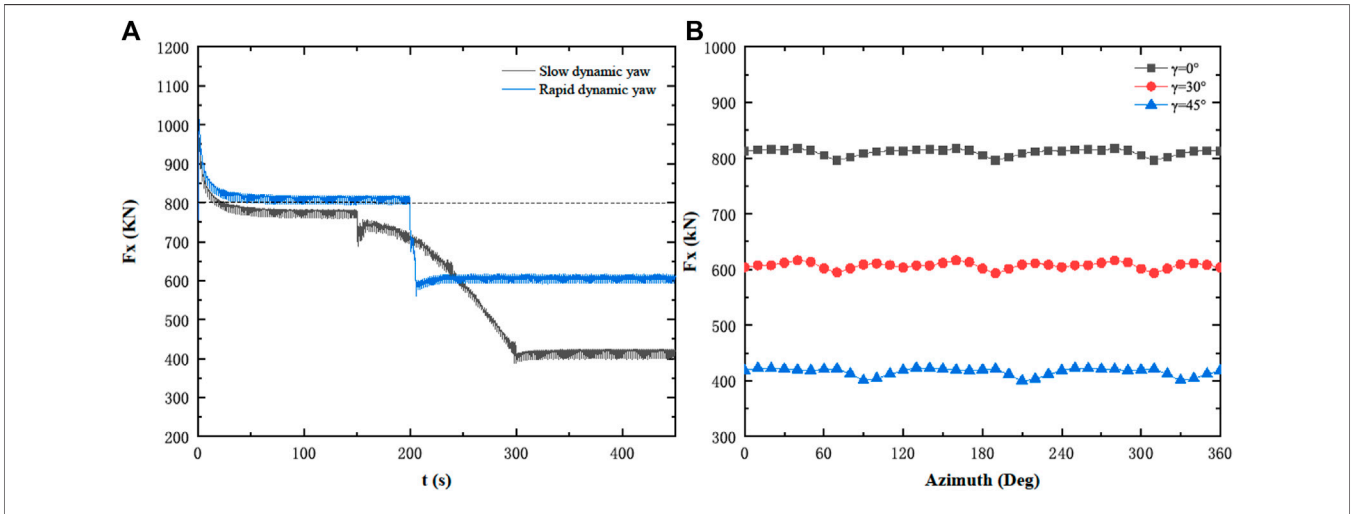 A
1200
1100
1000
900
800
700
600
500
400
300
200
0
100
200
300
400
Fx (KN)
t (s)
Slow dynamic yaw
Rapid dynamic yaw
B
1000
900
800
700
600
500
400
300
0
60
120
180
240
300
360
Fx (kN)
Azimuth (Deg)
γ=0°
γ=30°
γ=45°